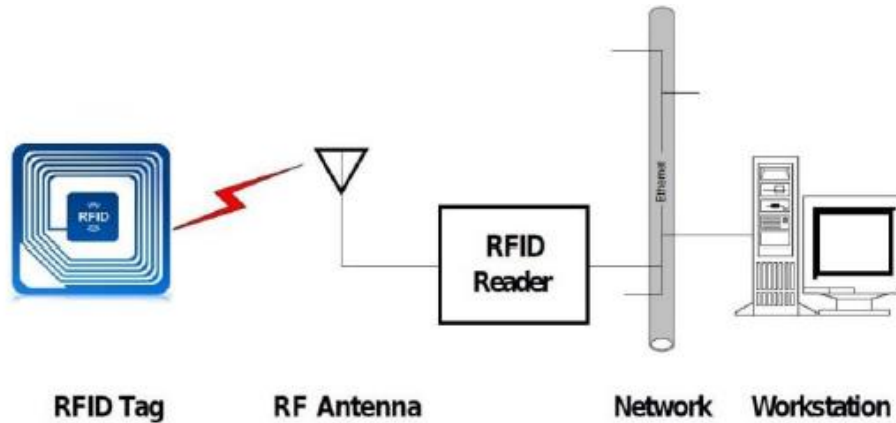 Ethernet
RFID
RFID
Reader
RFID Tag
RF Antenna
Network
Workstation